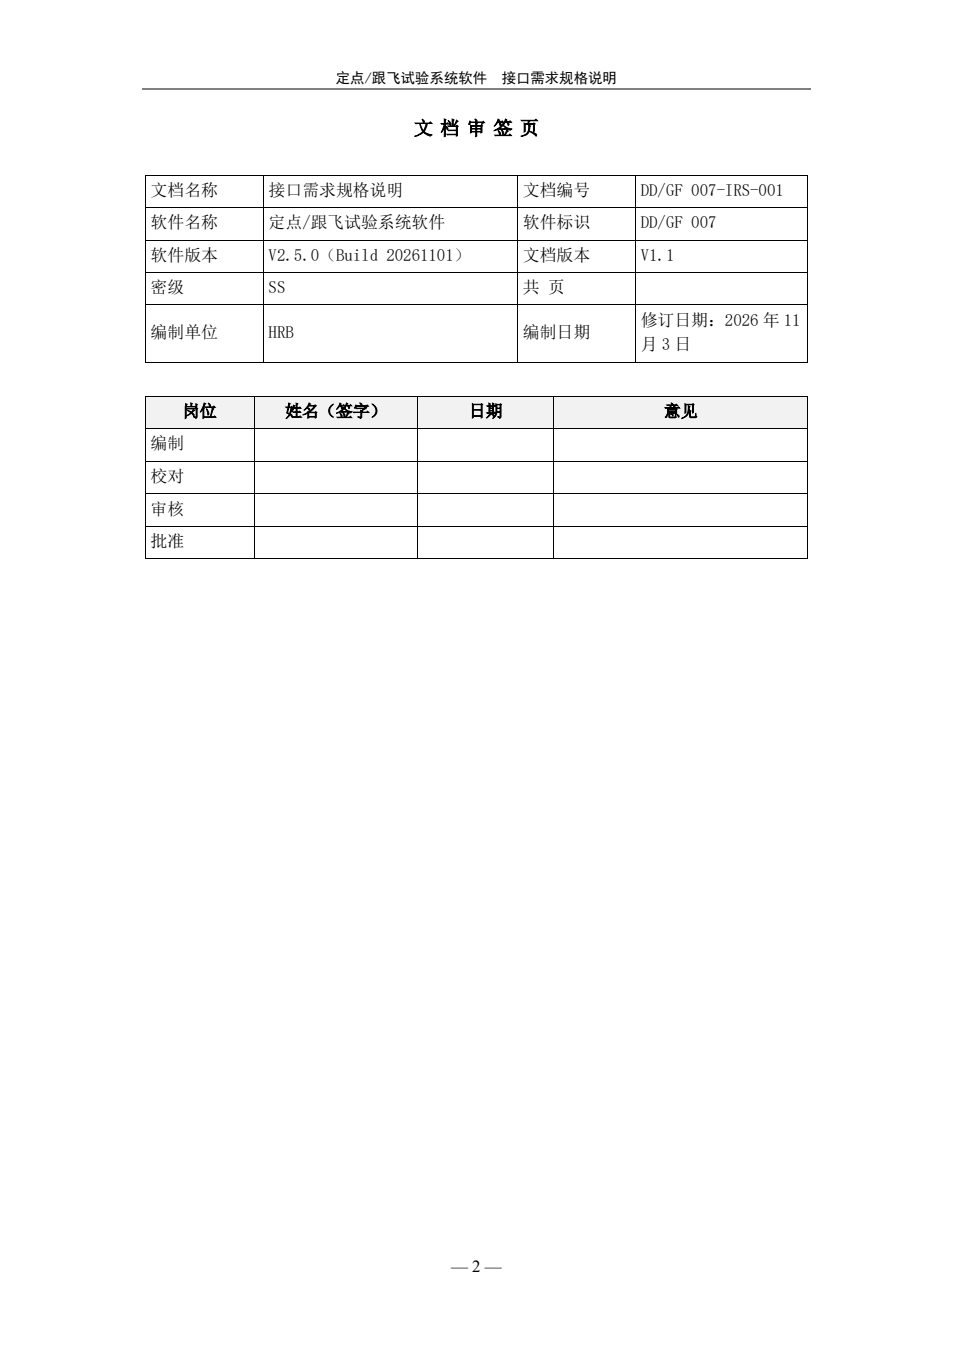 定点/跟飞试验系统软件　接口需求规格说明
文 档 审 签 页
文档名称 接口需求规格说明 文档编号 DD/GF 007-IRS-001
软件名称 定点/跟飞试验系统软件 软件标识 DD/GF 007
软件版本 V2.5.0（Build 20261101） 文档版本 V1.1
密级 SS 共 页
编制单位 HRB 编制日期 修订日期：2026 年 11
月 3 日
岗位 姓名（签字） 日期 意见
编制
校对
审核
批准
— 2 —